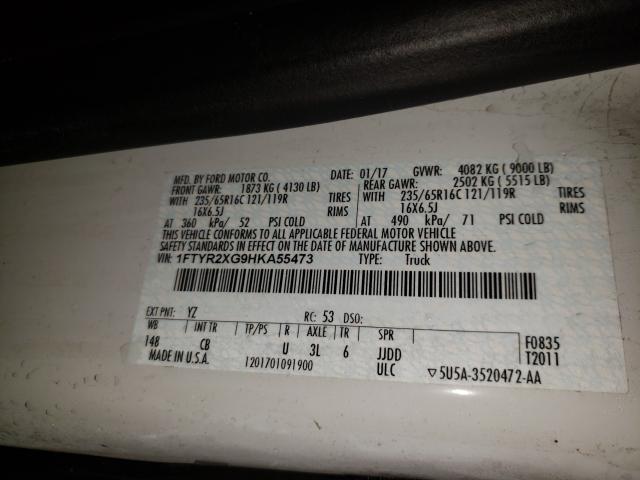 MFD. BY FORD MOTOR CO.
DATE: 01/17 GVWR: 4082 KG ( 9000 LB)
FRONT GAWR: 1873 KG ( 4130 LB)
REAR GAWR: 2502 KG ( 5515 LB)
WITH 235/65R16C 121/119R TIRES
WITH 235/65R16C 121/119R TIRES
16X6.5J RIMS
16X6.5J RIMS
AT 360 kPa/ 52 PSI COLD
AT 490 kPa/ 71 PSI COLD
THIS VEHICLE CONFORMS TO ALL APPLICABLE FEDERAL MOTOR VEHICLE
SAFETY STANDARDS IN EFFECT ON THE DATE OF MANUFACTURE SHOWN ABOVE.
VIN: 1FTYR2XG9HKA55473 TYPE: Truck
EXT PNT: YZ RC: 53 DSO:
WB INT TR TP/PS R AXLE TR SPR F0835
148 CB U 3L 6 JJDD T2011
MADE IN U.S.A. 1201701091900 ULC ▽5U5A-3520472-AA